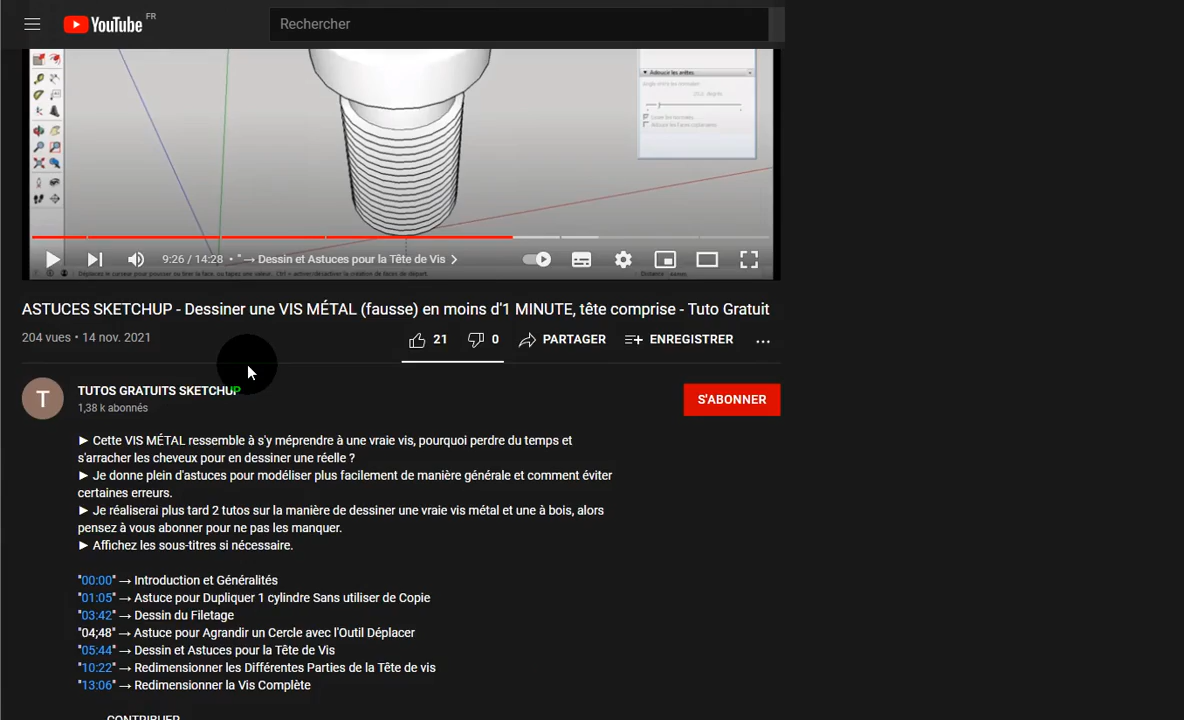 YouTube FR
Rechercher
Adoucir les arêtes
9:26 / 14:28 • " → Dessin et Astuces pour la Tête de Vis
ASTUCES SKETCHUP - Dessiner une VIS MÉTAL (fausse) en moins d'1 MINUTE, tête comprise - Tuto Gratuit
204 vues • 14 nov. 2021
21
0
PARTAGER
ENREGISTRER
T
TUTOS GRATUITS SKETCHUP
1,38 k abonnés
S'ABONNER
► Cette VIS MÉTAL ressemble à s'y méprendre à une vraie vis, pourquoi perdre du temps et
s'arracher les cheveux pour en dessiner une réelle ?
► Je donne plein d'astuces pour modéliser plus facilement de manière générale et comment éviter
certaines erreurs.
► Je réaliserai plus tard 2 tutos sur la manière de dessiner une vraie vis métal et une à bois, alors
pensez à vous abonner pour ne pas les manquer.
► Affichez les sous-titres si nécessaire.
"00:00" → Introduction et Généralités
"01:05" → Astuce pour Dupliquer 1 cylindre Sans utiliser de Copie
"03:42" → Dessin du Filetage
"04;48" → Astuce pour Agrandir un Cercle avec l'Outil Déplacer
"05:44" → Dessin et Astuces pour la Tête de Vis
"10:22" → Redimensionner les Différentes Parties de la Tête de vis
"13:06" → Redimensionner la Vis Complète
CONTRIBUER